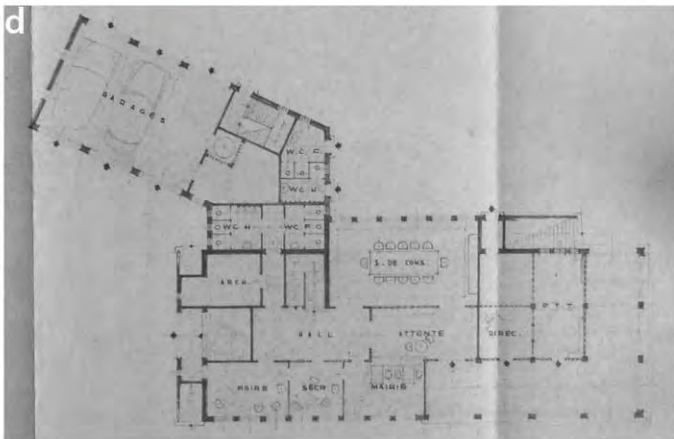 d
GARAGES
W.C. F.
W.C. H.
W.C. H.
W.C. F.
S. DE CONS.
ARCH.
HALL
ATTENTE
DIREC.
P.T.T.
MAIRE
SECR.
MAIRIE